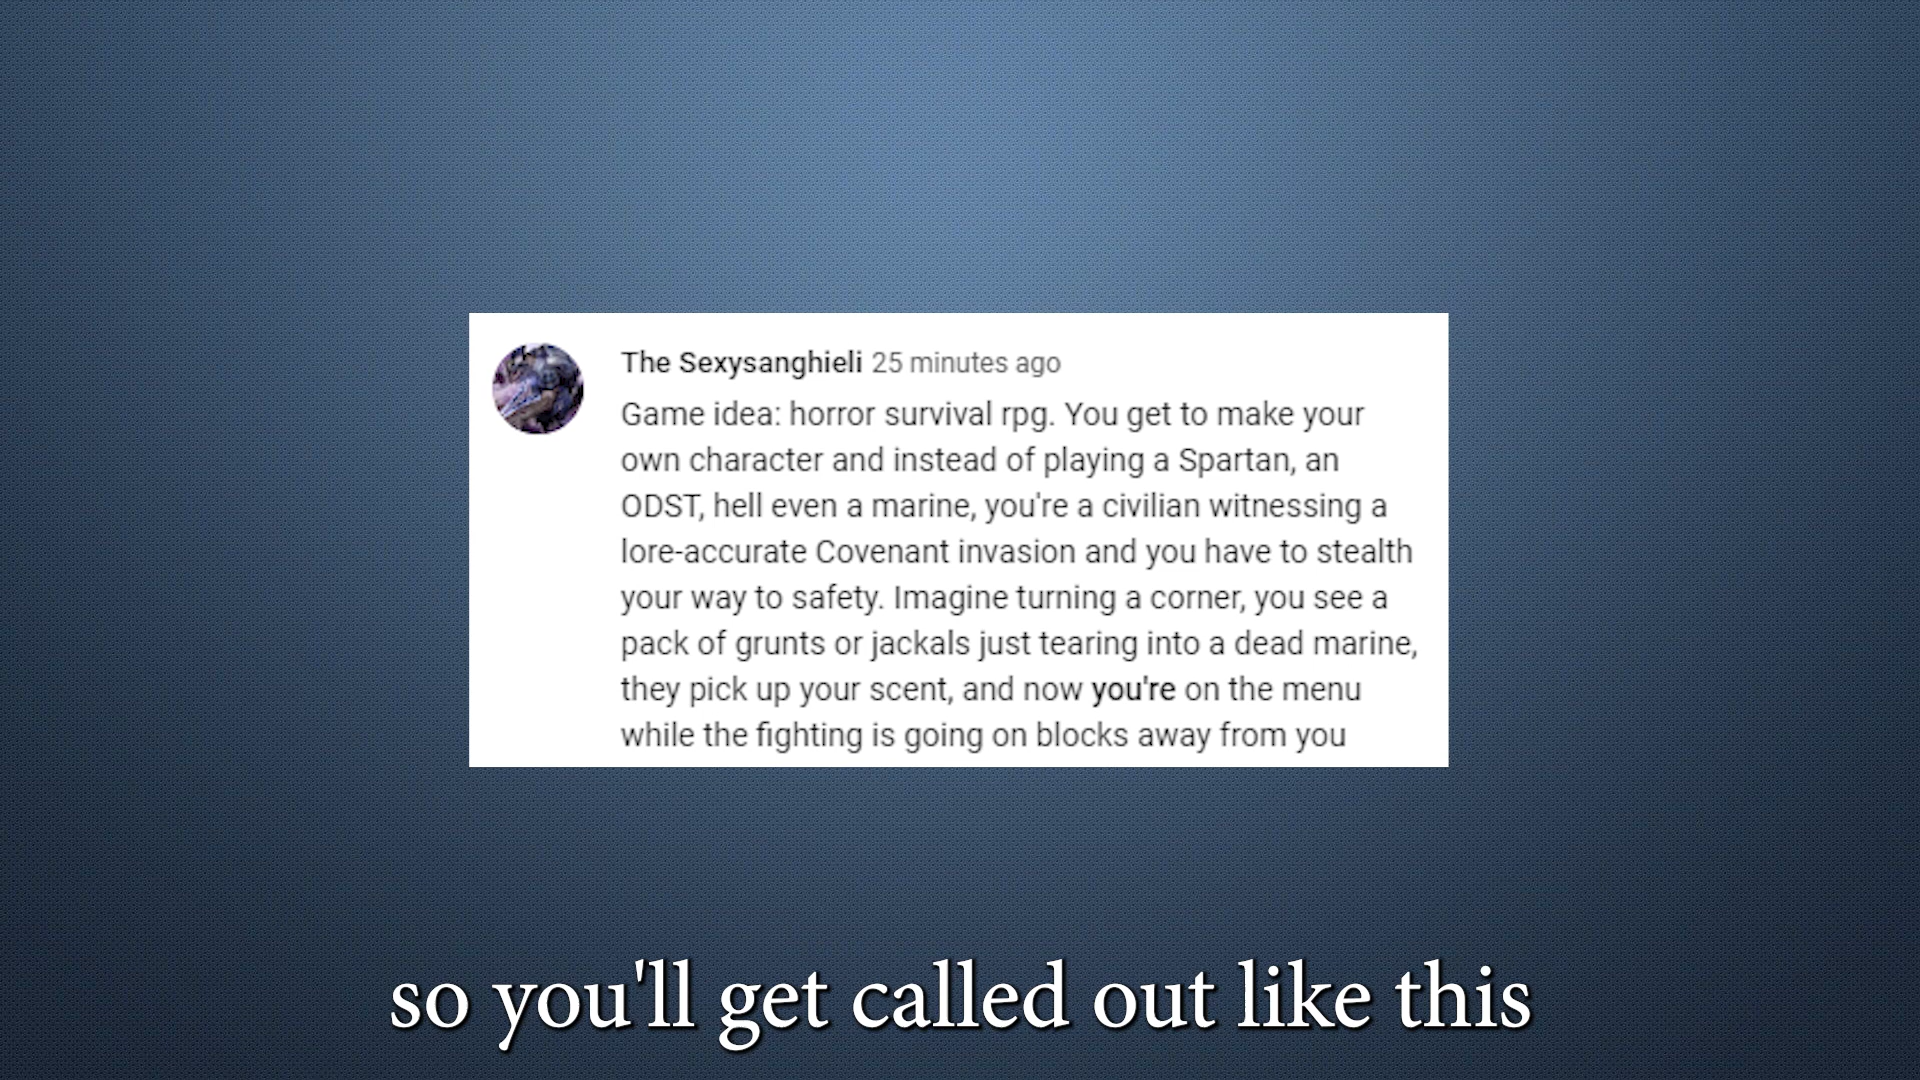 The Sexysanghieli 25 minutes ago
Game idea: horror survival rpg. You get to make your
own character and instead of playing a Spartan, an
ODST, hell even a marine, you're a civilian witnessing a
lore-accurate Covenant invasion and you have to stealth
your way to safety. Imagine turning a corner, you see a
pack of grunts or jackals just tearing into a dead marine,
they pick up your scent, and now you're on the menu
while the fighting is going on blocks away from you
so you'll get called out like this